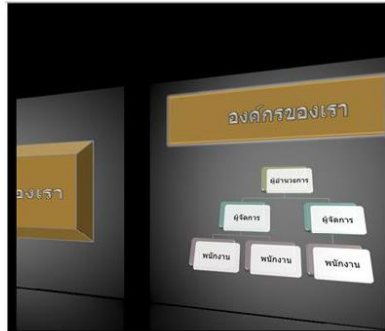 องเรา
องค์กรของเรา
ผู้อำนวยการ
ผู้จัดการ
ผู้จัดการ
พนักงาน
พนักงาน
พนักงาน